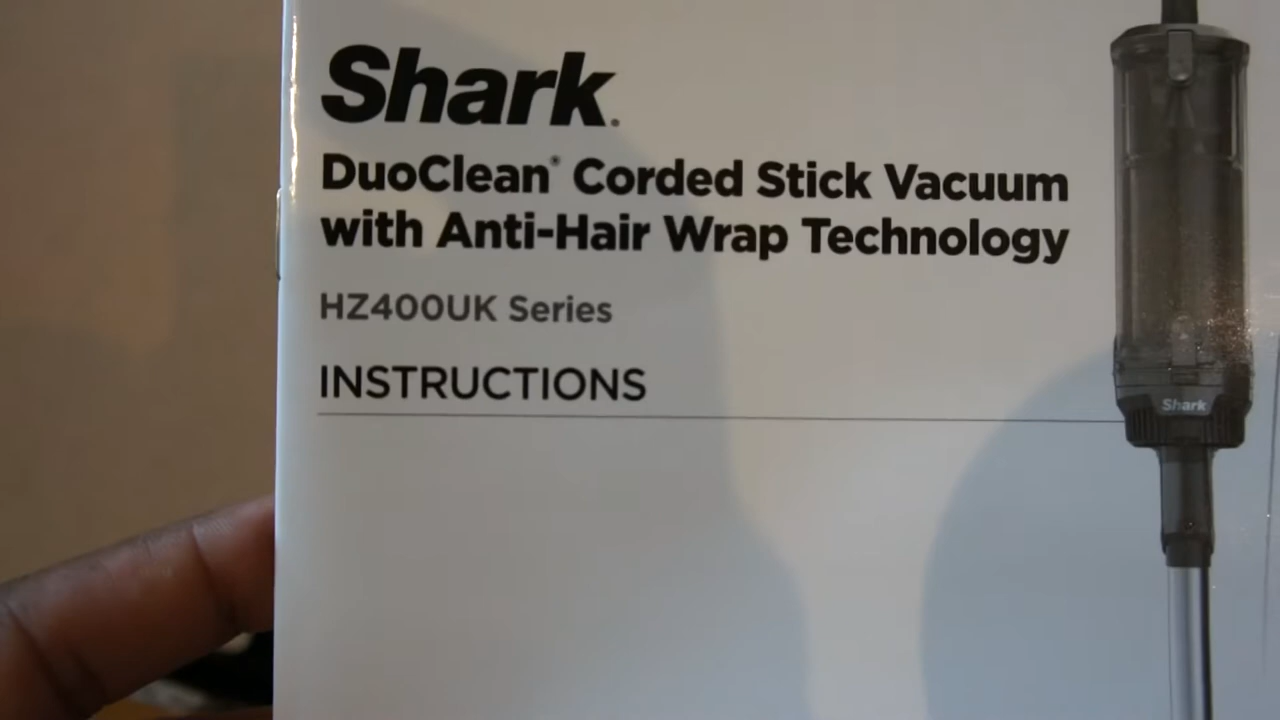 Shark.
DuoClean® Corded Stick Vacuum
with Anti-Hair Wrap Technology
HZ400UK Series
INSTRUCTIONS
Shark